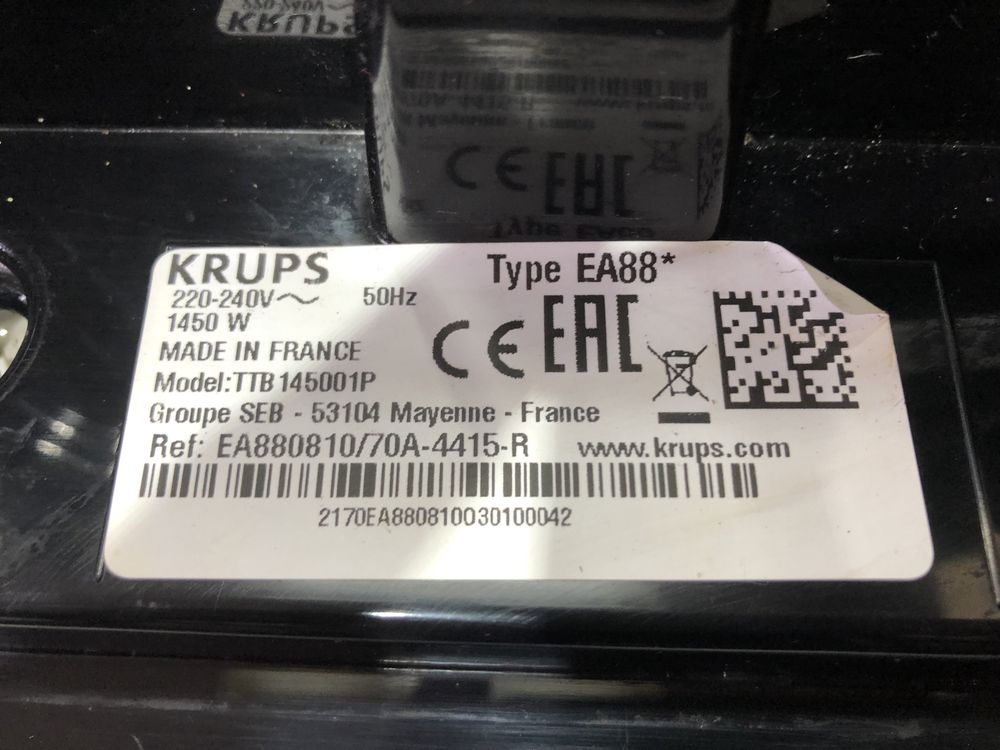 KRUPS
Type EA88*
220-240V~ 50Hz
1450 W
MADE IN FRANCE
CE EAC
Model:TTB145001P
Groupe SEB - 53104 Mayenne - France
Ref: EA880810/70A-4415-R www.krups.com
2170EA880810030100042